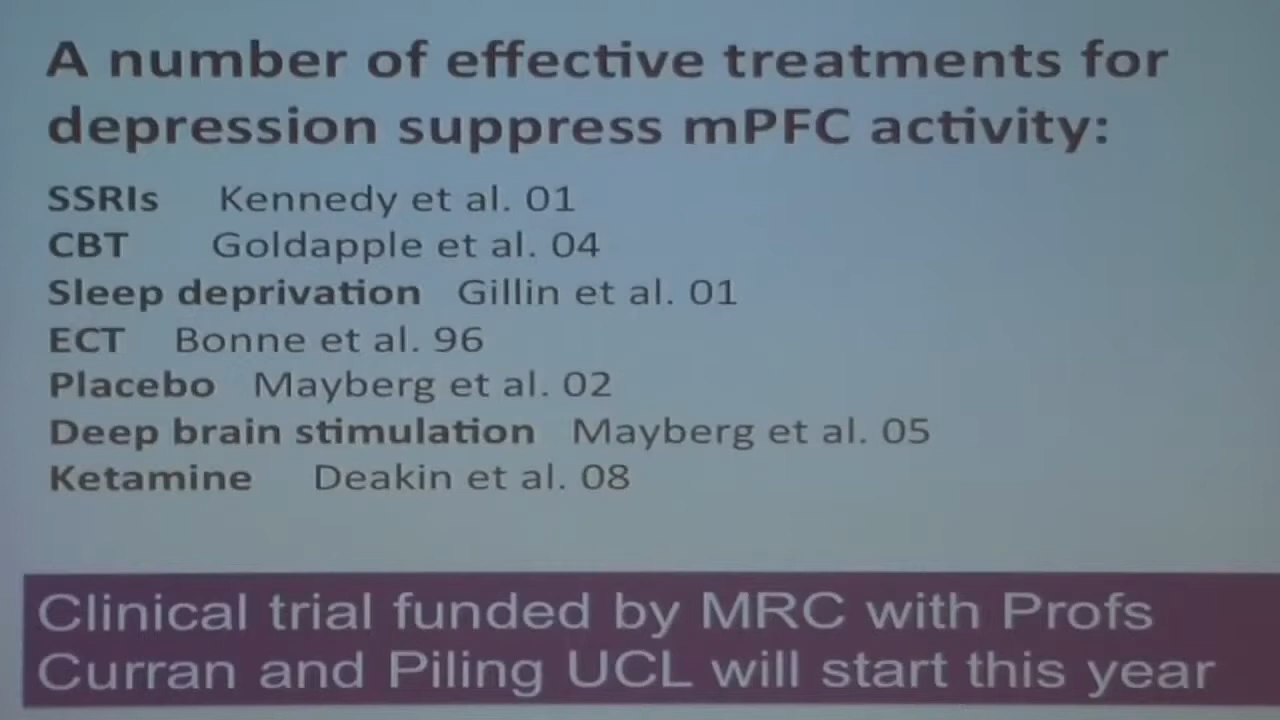 A number of effective treatments for
depression suppress mPFC activity:
SSRIs Kennedy et al. 01
CBT Goldapple et al. 04
Sleep deprivation Gillin et al. 01
ECT Bonne et al. 96
Placebo Mayberg et al. 02
Deep brain stimulation Mayberg et al. 05
Ketamine Deakin et al. 08
Clinical trial funded by MRC with Profs
Curran and Piling UCL will start this year